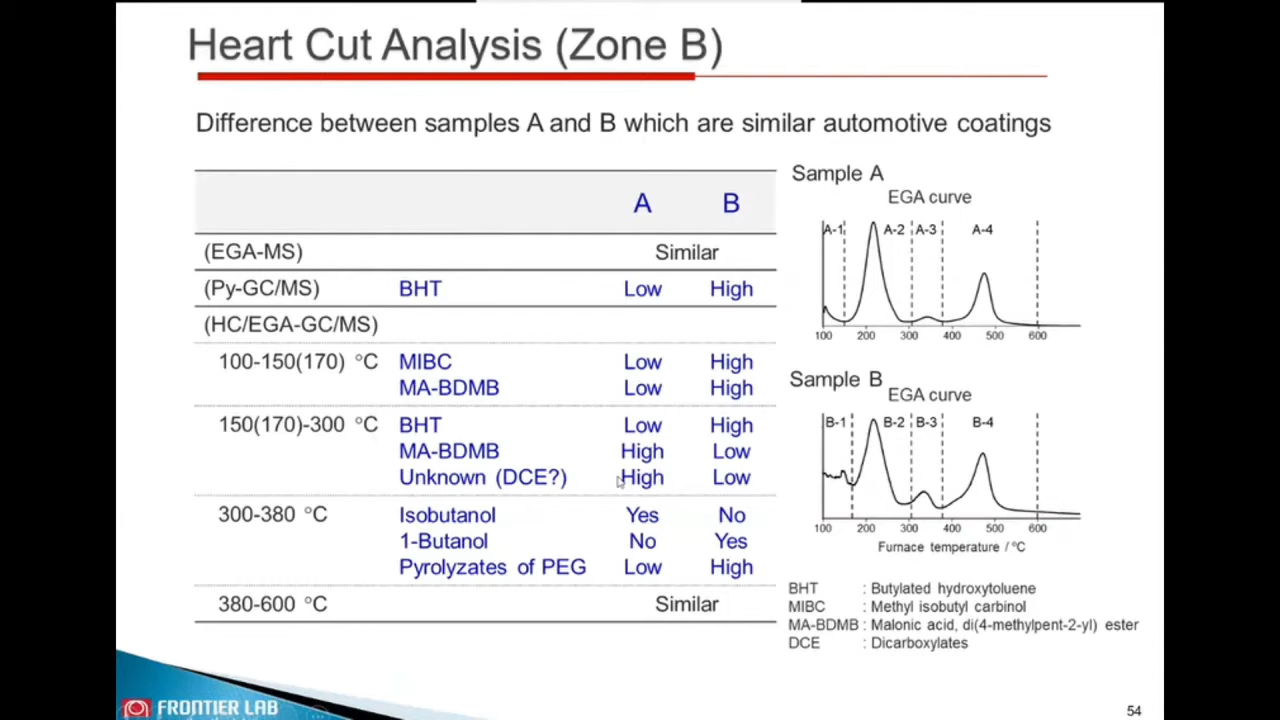 Heart Cut Analysis (Zone B)
Difference between samples A and B which are similar automotive coatings
A B
(EGA-MS) Similar
(Py-GC/MS) BHT Low High
(HC/EGA-GC/MS)
100-150(170) °C MIBC Low High
MA-BDMB Low High
150(170)-300 °C BHT Low High
MA-BDMB High Low
Unknown (DCE?) High Low
300-380 °C Isobutanol Yes No
1-Butanol No Yes
Pyrolyzates of PEG Low High
380-600 °C Similar
Sample A
EGA curve
A-1 A-2 A-3 A-4
100 200 300 400 500 600
Sample B
EGA curve
B-1 B-2 B-3 B-4
100 200 300 400 500 600
Furnace temperature / °C
BHT : Butylated hydroxytoluene
MIBC : Methyl isobutyl carbinol
MA-BDMB : Malonic acid, di(4-methylpent-2-yl) ester
DCE : Dicarboxylates
FRONTIER LAB
54